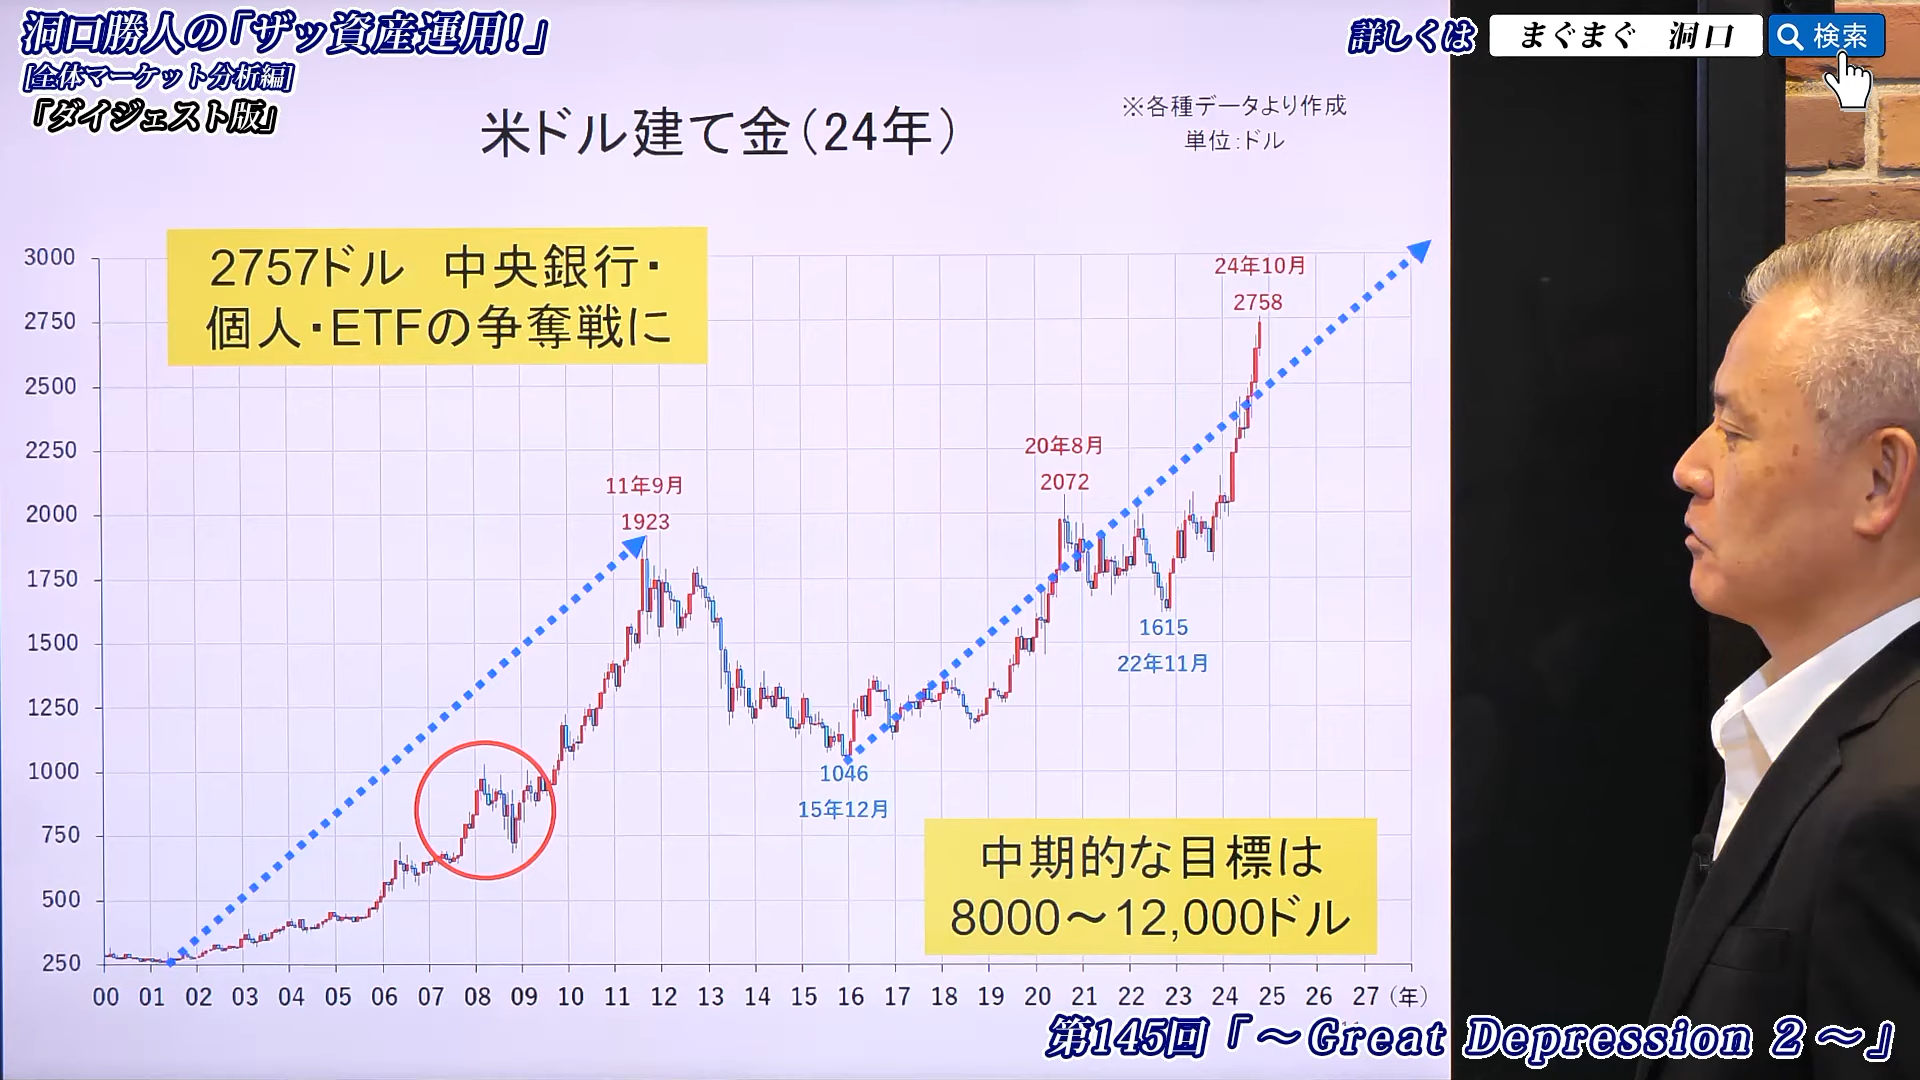 洞口勝人の「ザッ資産運用!」
[全体マーケット分析編]
「ダイジェスト版」
詳しくは
まぐまぐ 洞口
検索
米ドル建て金（24年）
※各種データより作成
単位：ドル
2757ドル 中央銀行・
個人・ETFの争奪戦に
3000
2750
2500
2250
2000
1750
1500
1250
1000
750
500
250
11年9月
1923
20年8月
2072
24年10月
2758
1615
22年11月
1046
15年12月
中期的な目標は
8000～12,000ドル
00 01 02 03 04 05 06 07 08 09 10 11 12 13 14 15 16 17 18 19 20 21 22 23 24 25 26 27（年）
第145回「～Great Depression 2～」